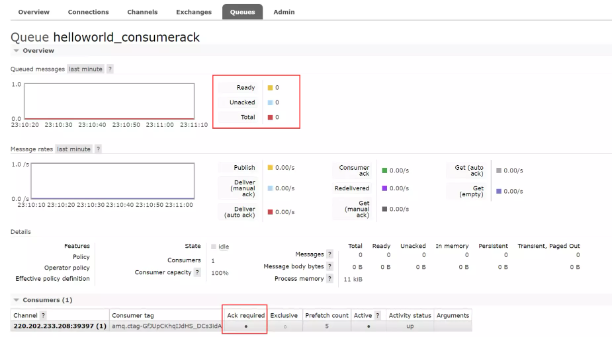 Overview Connections Channels Exchanges Queues Admin
Queue helloworld_consumerack
Overview
Queued messages last minute ?
1.0
0.0
23:10:20 23:10:30 23:10:40 23:10:50 23:11:00 23:11:10
Ready 0
Unacked 0
Total 0
Message rates last minute ?
1.0 /s
0.0 /s
23:10:10 23:10:20 23:10:30 23:10:40 23:10:50 23:11:00
Publish 0.00/s
Deliver (manual ack) 0.00/s
Deliver (auto ack) 0.00/s
Consumer ack 0.00/s
Redelivered 0.00/s
Get (manual ack) 0.00/s
Get (auto ack) 0.00/s
Get (empty) 0.00/s
Details
Features
Policy
Operator policy
Effective policy definition
State idle
Consumers 1
Consumer capacity ? 100%
Total Ready Unacked In memory Persistent Transient, Paged Out
Messages ? 0 0 0 0 0 0
Message body bytes ? 0 B 0 B 0 B 0 B 0 B 0 B
Process memory ? 11 kiB
Consumers (1)
Channel ? Consumer tag Ack required Exclusive Prefetch count Active ? Activity status Arguments
220.202.233.208:39397 (1) ● ○ 5 ● up